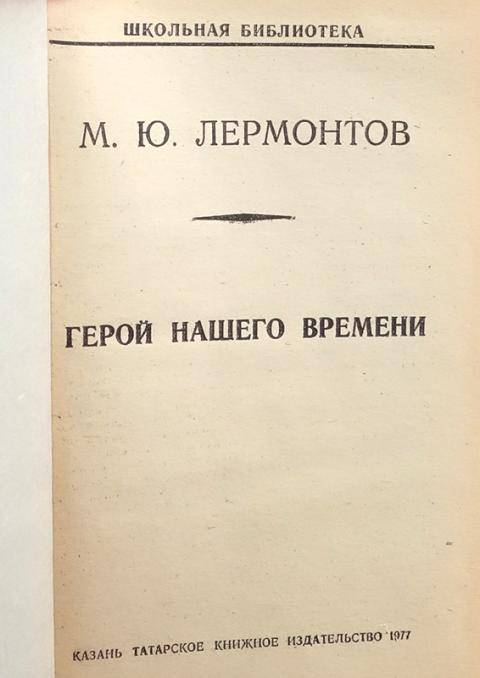 ШКОЛЬНАЯ БИБЛИОТЕКА
М. Ю. ЛЕРМОНТОВ
ГЕРОЙ НАШЕГО ВРЕМЕНИ
КАЗАНЬ ТАТАРСКОЕ КНИЖНОЕ ИЗДАТЕЛЬСТВО 1977